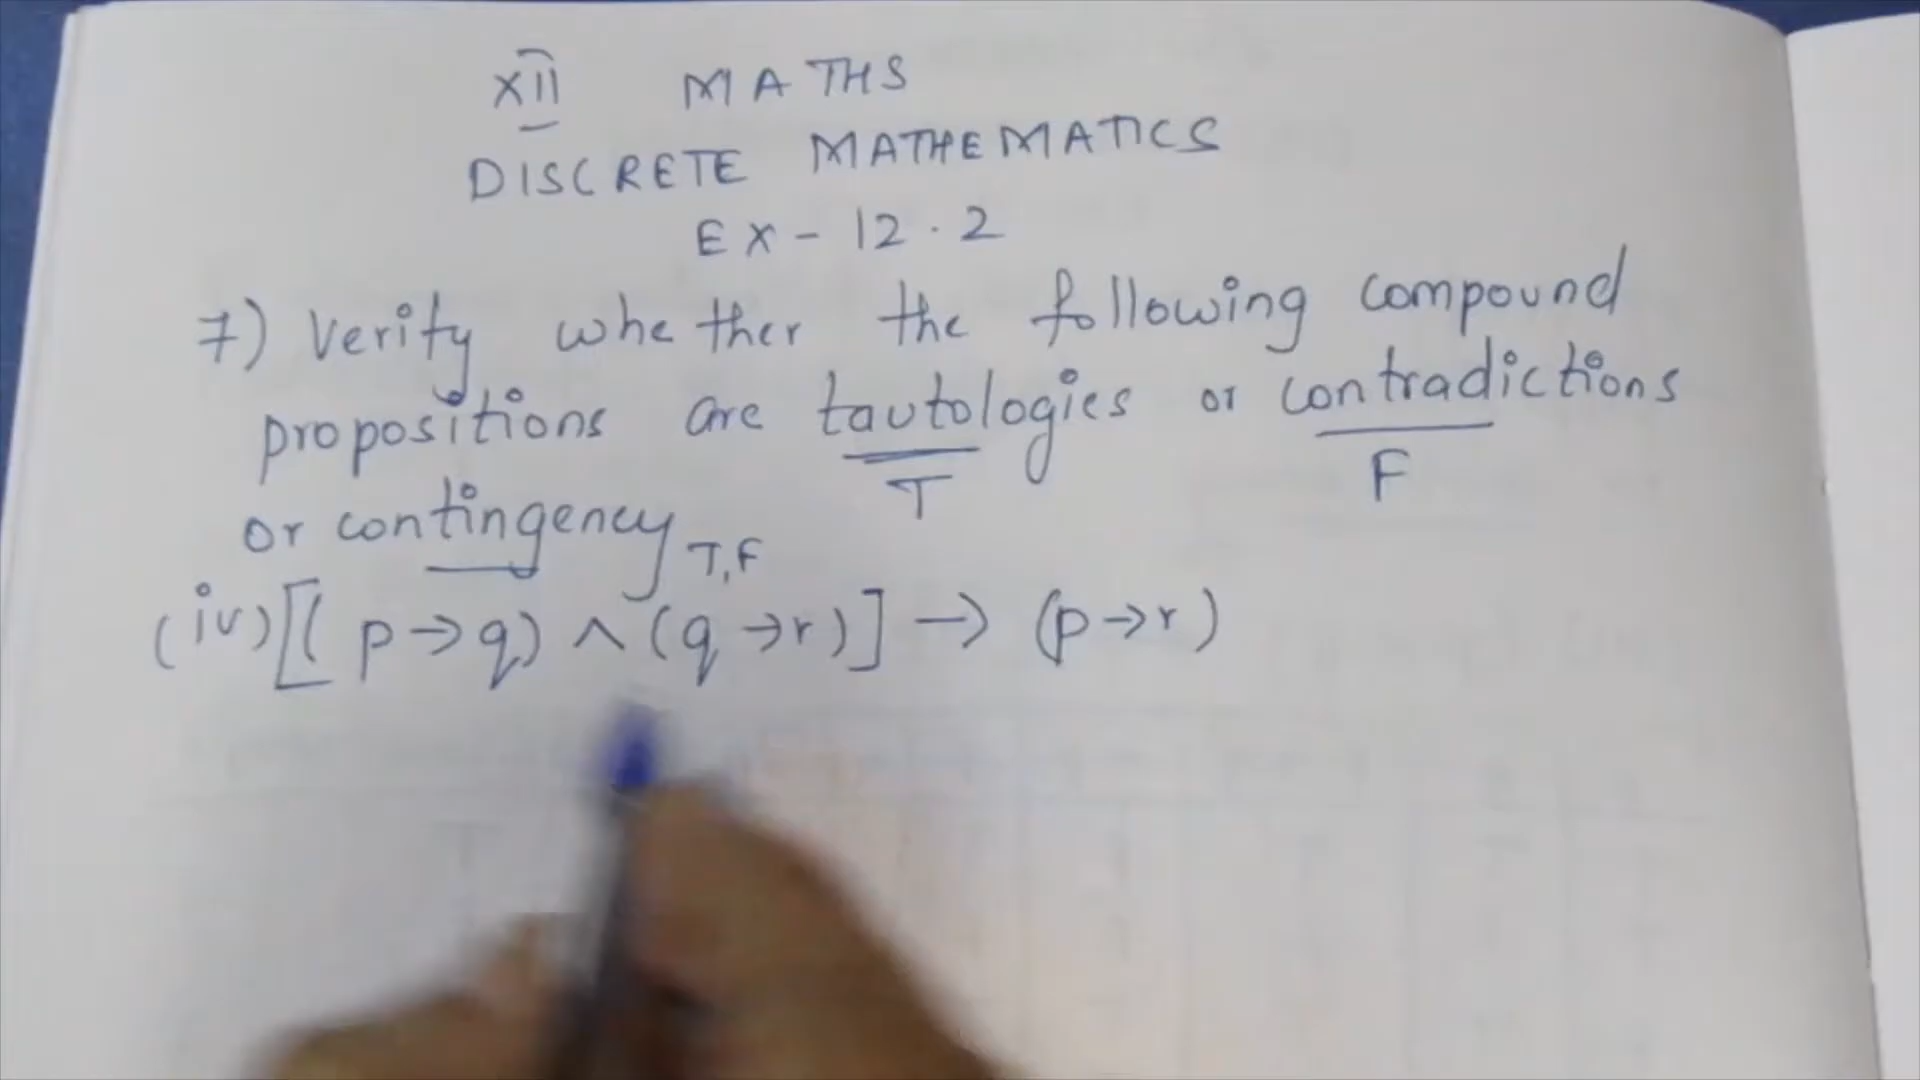 XII MATHS
DISCRETE MATHEMATICS
EX - 12.2
7) Verify whether the following compound
propositions are tautologies or contradictions
T F
or contingency T,F
(iv) [(p→q) ∧ (q→r)] → (p→r)